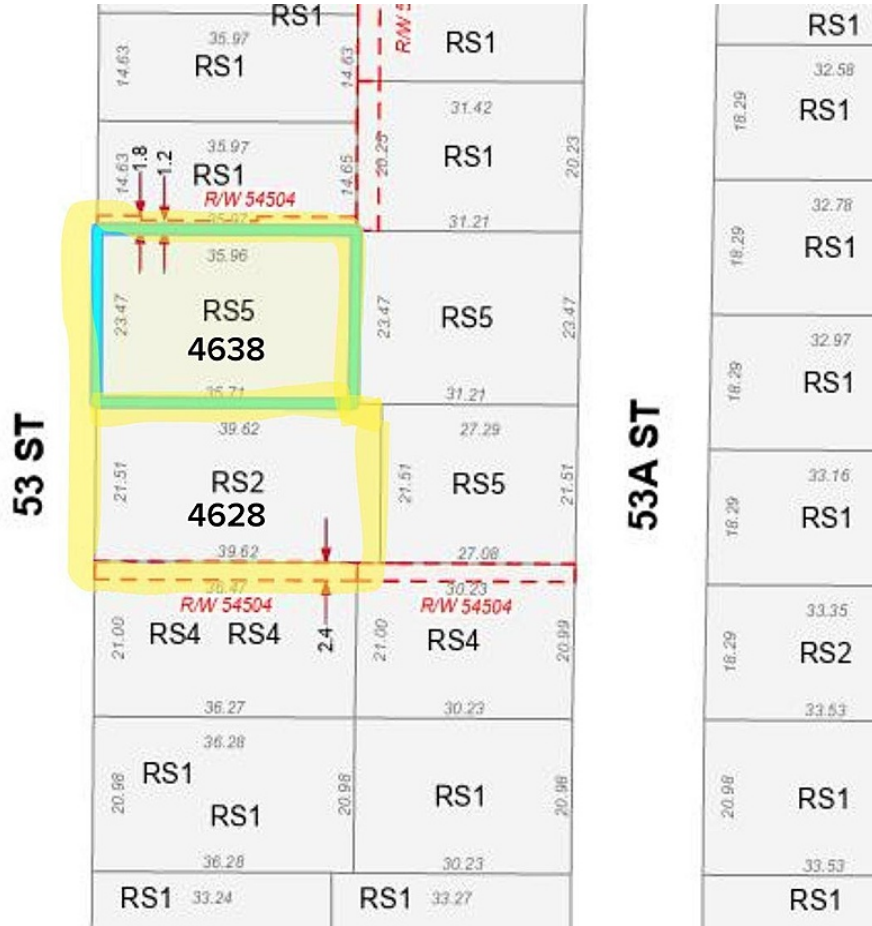 RS1
R/W 5
35.97
RS1
14.63
14.63
RS1
RS1
32.58
RS1
18.29
31.42
RS1
20.23
20.23
31.21
35.97
RS1
14.63
14.65
1.8
1.2
R/W 54504
35.97
32.78
RS1
18.29
35.96
RS5
4638
23.47
35.71
RS5
23.47
23.47
31.21
32.97
RS1
18.29
53 ST
53A ST
39.62
RS2
4628
21.51
39.62
27.29
RS5
21.51
21.51
27.08
33.16
RS1
18.29
36.47
R/W 54504
RS4 RS4
21.00
2.4
36.27
30.23
R/W 54504
RS4
21.00
20.99
30.23
33.35
RS2
18.29
33.53
36.28
RS1
RS1
20.98
20.98
36.28
RS1
20.98
30.23
RS1
20.98
33.53
RS1 33.24
RS1 33.27
RS1